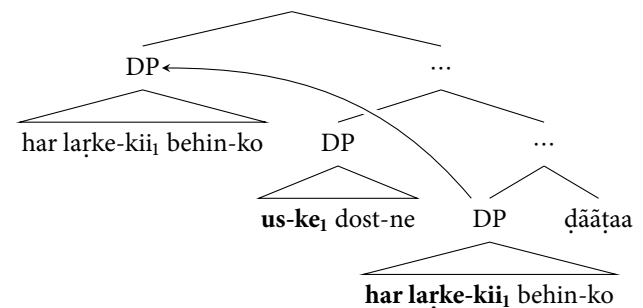 DP ...
har laṛke-kii₁ behin-ko DP ...
us-ke₁ dost-ne DP ḍããṭaa
har laṛke-kii₁ behin-ko